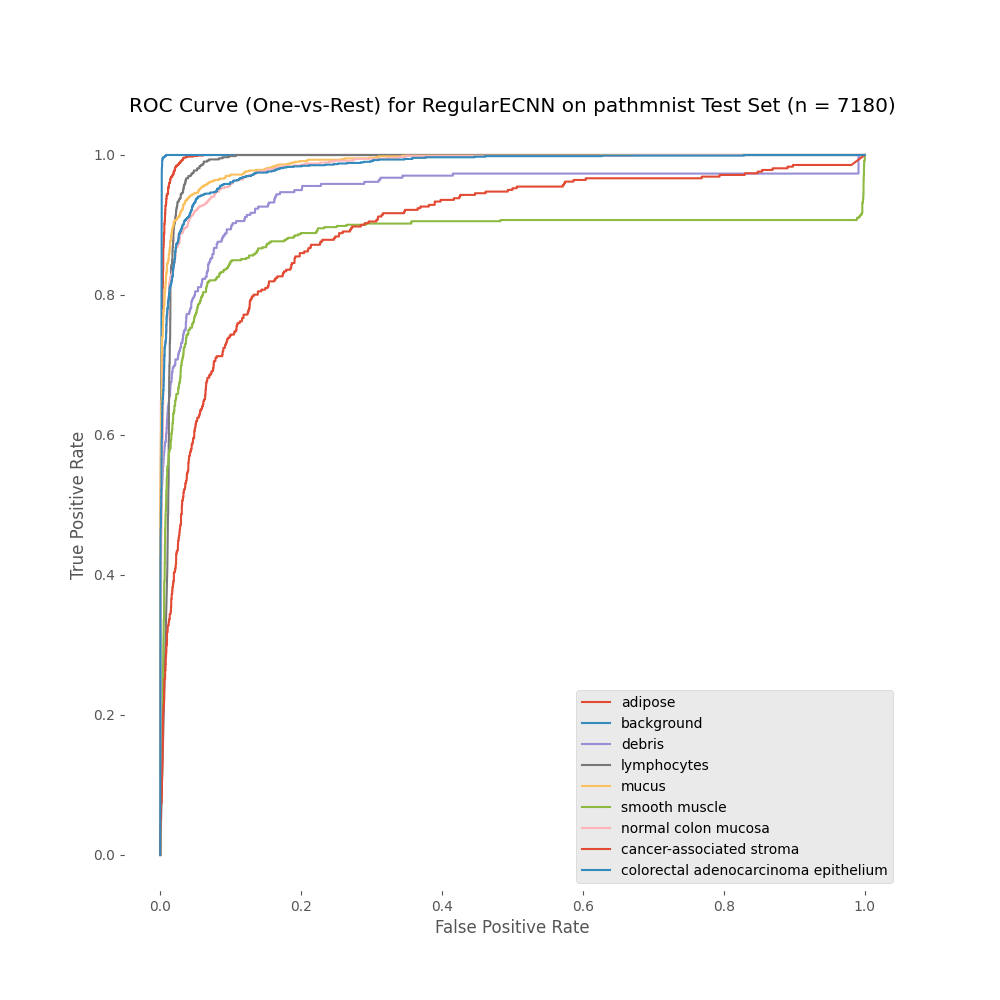 ROC Curve (One-vs-Rest) for RegularECNN on pathmnist Test Set (n = 7180)
1.0
0.8
0.6
0.4
0.2
0.0
True Positive Rate
adipose
background
debris
lymphocytes
mucus
smooth muscle
normal colon mucosa
cancer-associated stroma
colorectal adenocarcinoma epithelium
0.0 0.2 0.4 0.6 0.8 1.0
False Positive Rate